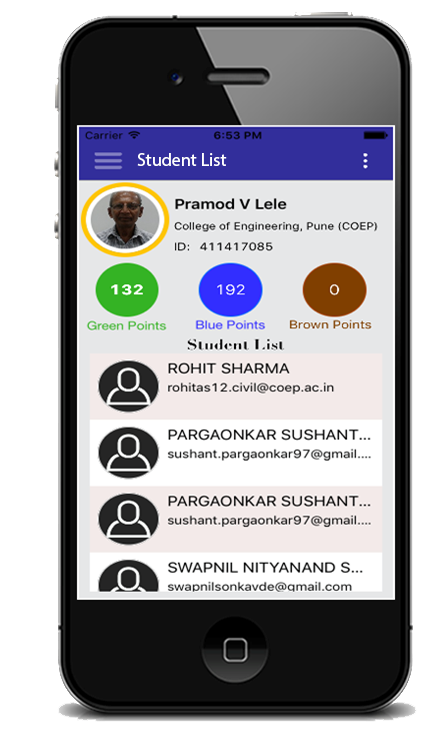 Carrier 6:53 PM
Student List
Pramod V Lele
College of Engineering, Pune (COEP)
ID: 411417085
132 192 0
Green Points Blue Points Brown Points
Student List
ROHIT SHARMA
rohitas12.civil@coep.ac.in
PARGAONKAR SUSHANT...
sushant.pargaonkar97@gmail....
PARGAONKAR SUSHANT...
sushant.pargaonkar97@gmail....
SWAPNIL NITYANAND S...
swapnilsonkavde@gmail.com